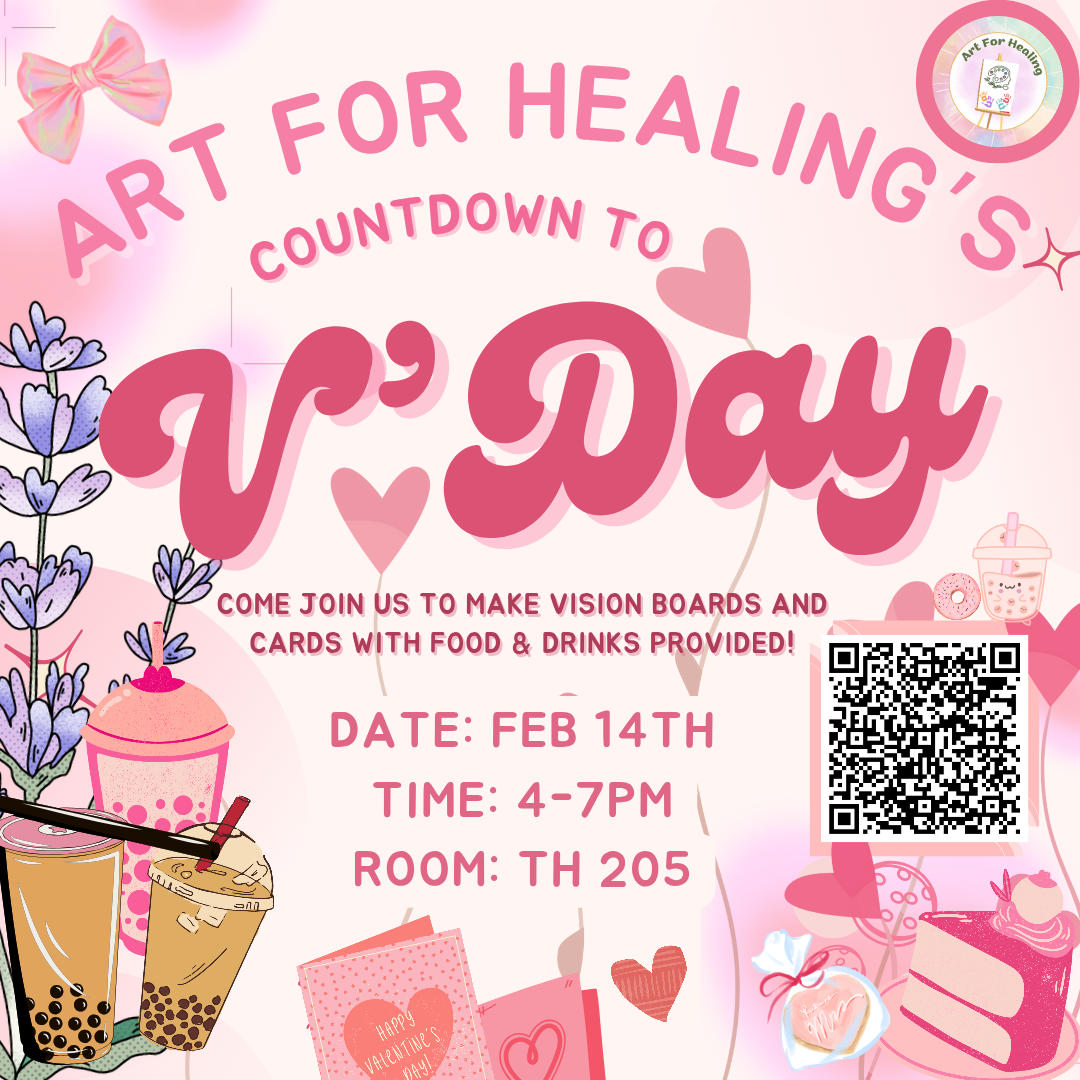 Art For Healing
ART FOR HEALING'S
COUNTDOWN TO
V'Day
COME JOIN US TO MAKE VISION BOARDS AND
CARDS WITH FOOD & DRINKS PROVIDED!
DATE: FEB 14TH
TIME: 4-7PM
ROOM: TH 205
HAPPY
VALENTINE'S
DAY!